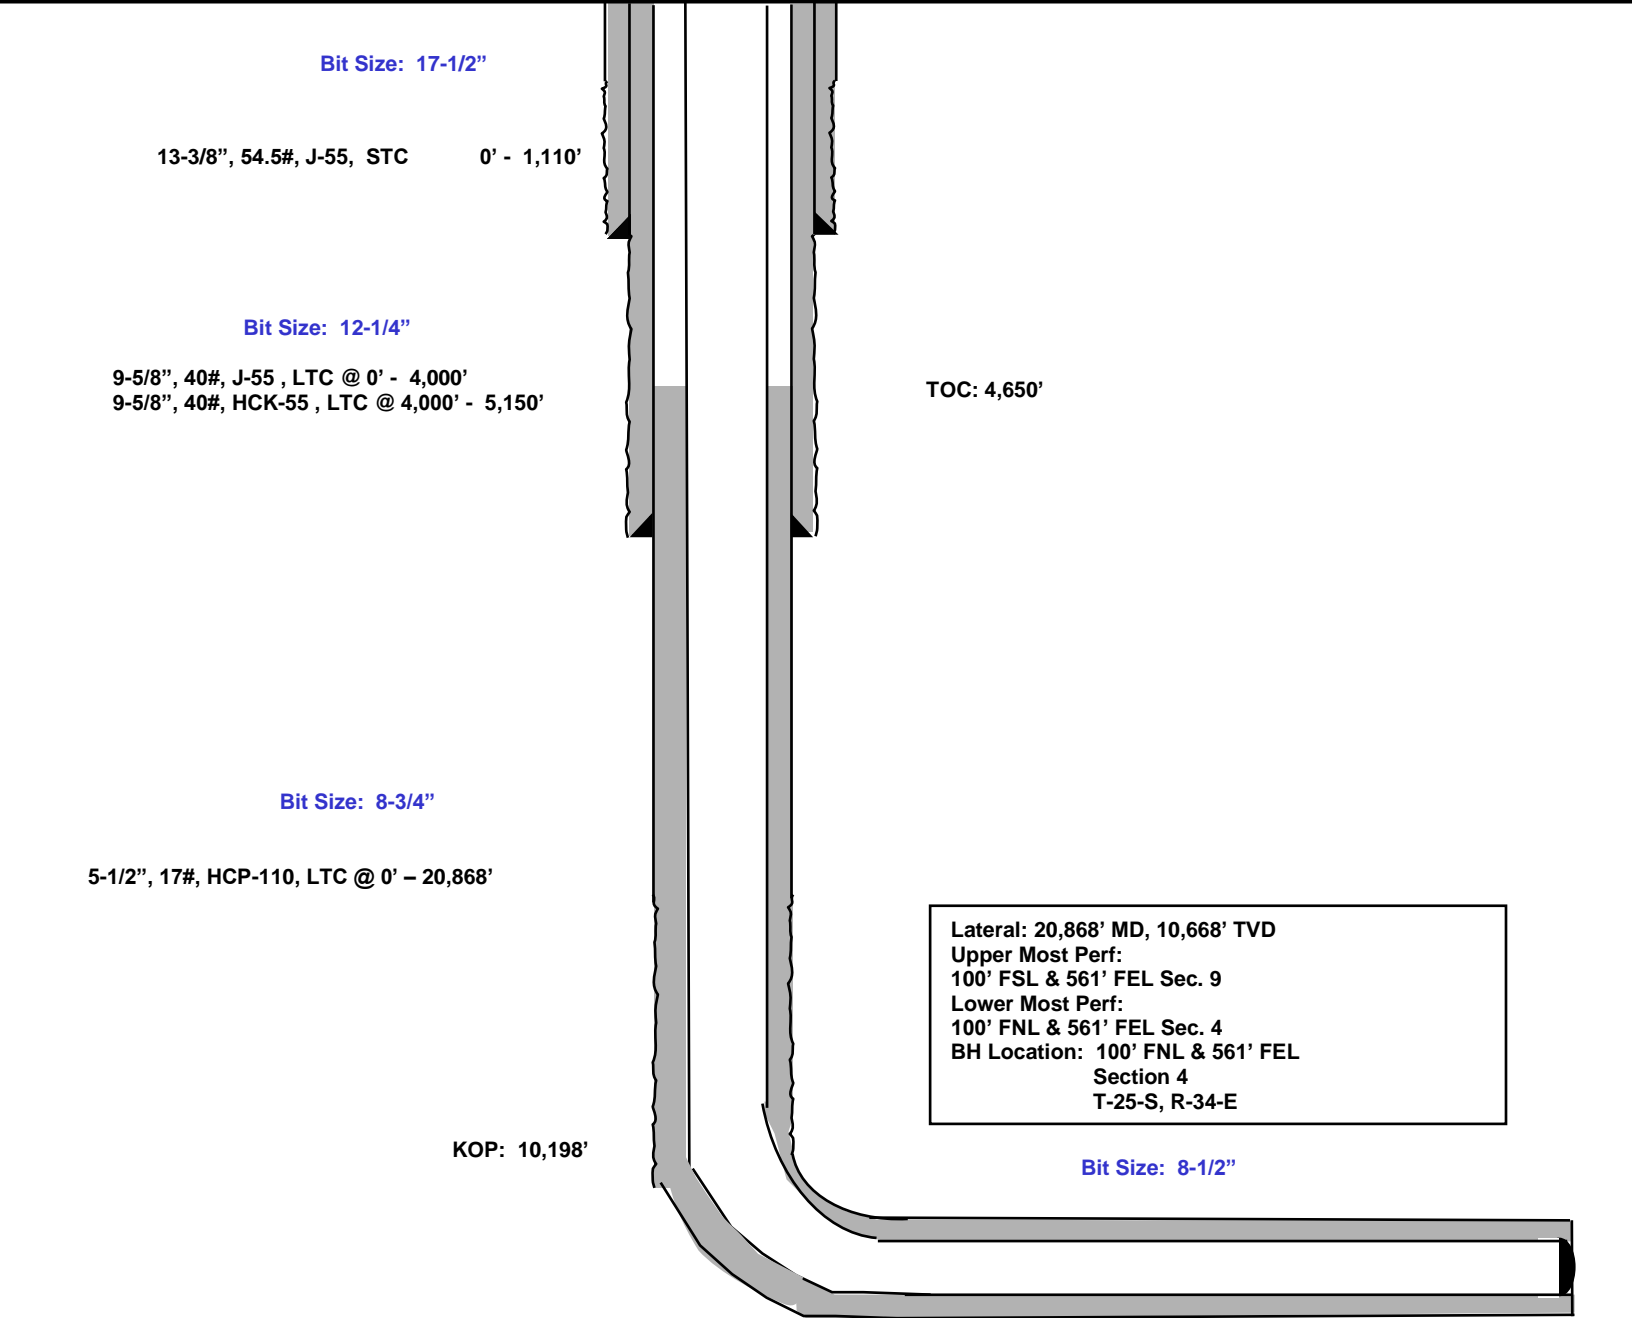 Bit Size: 17-1/2”
13-3/8”, 54.5#, J-55, STC 0’ - 1,110’
Bit Size: 12-1/4”
9-5/8”, 40#, J-55 , LTC @ 0’ - 4,000’
9-5/8”, 40#, HCK-55 , LTC @ 4,000’ - 5,150’
TOC: 4,650’
Bit Size: 8-3/4”
5-1/2”, 17#, HCP-110, LTC @ 0’ – 20,868’
Lateral: 20,868’ MD, 10,668’ TVD
Upper Most Perf:
100’ FSL & 561’ FEL Sec. 9
Lower Most Perf:
100’ FNL & 561’ FEL Sec. 4
BH Location: 100’ FNL & 561’ FEL
Section 4
T-25-S, R-34-E
KOP: 10,198’
Bit Size: 8-1/2”